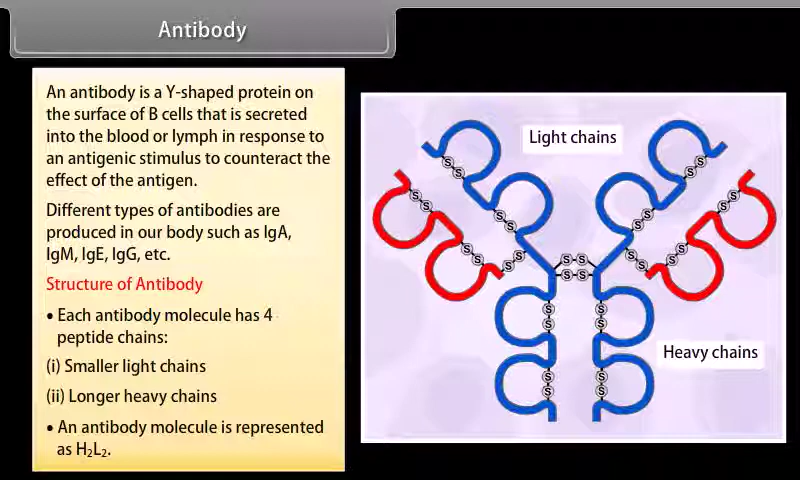 Antibody
An antibody is a Y-shaped protein on
the surface of B cells that is secreted
into the blood or lymph in response to
an antigenic stimulus to counteract the
effect of the antigen.
Different types of antibodies are
produced in our body such as IgA,
IgM, IgE, IgG, etc.
Structure of Antibody
• Each antibody molecule has 4
peptide chains:
(i) Smaller light chains
(ii) Longer heavy chains
• An antibody molecule is represented
as H₂L₂.
Light chains
S S S S
S S S S
S S S S
S S S S
S S S S
S S
S S
S S
S S
S S
S S
Heavy chains